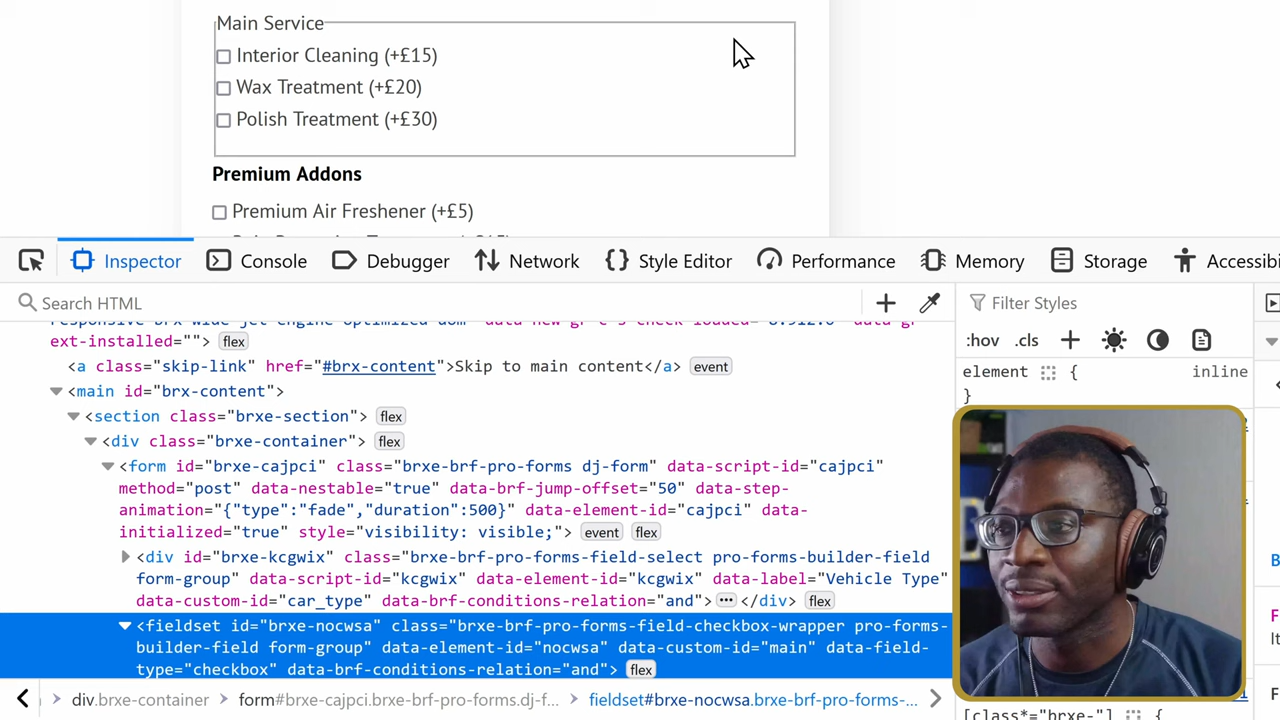 Main Service
Interior Cleaning (+£15)
Wax Treatment (+£20)
Polish Treatment (+£30)
Premium Addons
Premium Air Freshener (+£5)
Inspector
Console
Debugger
Network
Style Editor
Performance
Memory
Storage
Accessibi
Search HTML
Filter Styles
:hov .cls
ext-installed=""> flex
<a class="skip-link" href="#brx-content">Skip to main content</a> event
<main id="brx-content">
<section class="brxe-section"> flex
<div class="brxe-container"> flex
<form id="brxe-cajpci" class="brxe-brf-pro-forms dj-form" data-script-id="cajpci"
method="post" data-nestable="true" data-brf-jump-offset="50" data-step-
animation="{"type":"fade","duration":500}" data-element-id="cajpci" data-
initialized="true" style="visibility: visible;"> event flex
<div id="brxe-kcgwix" class="brxe-brf-pro-forms-field-select pro-forms-builder-field
form-group" data-script-id="kcgwix" data-element-id="kcgwix" data-label="Vehicle Type"
data-custom-id="car_type" data-brf-conditions-relation="and"> ••• </div> flex
<fieldset id="brxe-nocwsa" class="brxe-brf-pro-forms-field-checkbox-wrapper pro-forms-
builder-field form-group" data-element-id="nocwsa" data-custom-id="main" data-field-
type="checkbox" data-brf-conditions-relation="and"> flex
element { inline
}
[class*="brxe-"] {
div.brxe-container
form#brxe-cajpci.brxe-brf-pro-forms.dj-f...
fieldset#brxe-nocwsa.brxe-brf-pro-forms-...